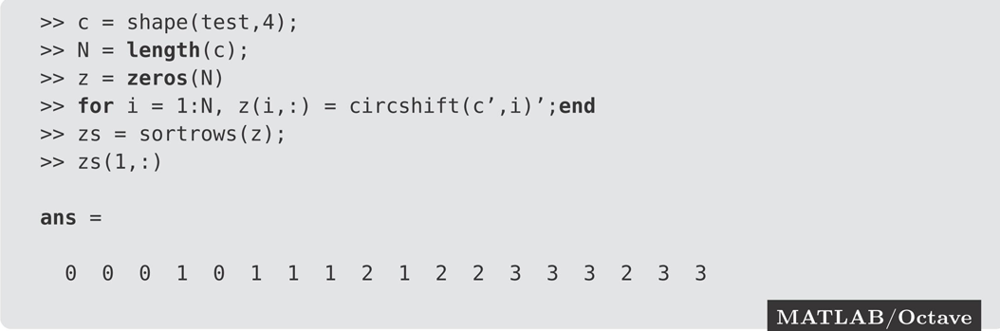 >> c = shape(test,4);
>> N = length(c);
>> z = zeros(N)
>> for i = 1:N, z(i,:) = circshift(c’,i)’;end
>> zs = sortrows(z);
>> zs(1,:)
ans =
0 0 0 1 0 1 1 1 2 1 2 2 3 3 3 2 3 3
MATLAB/Octave